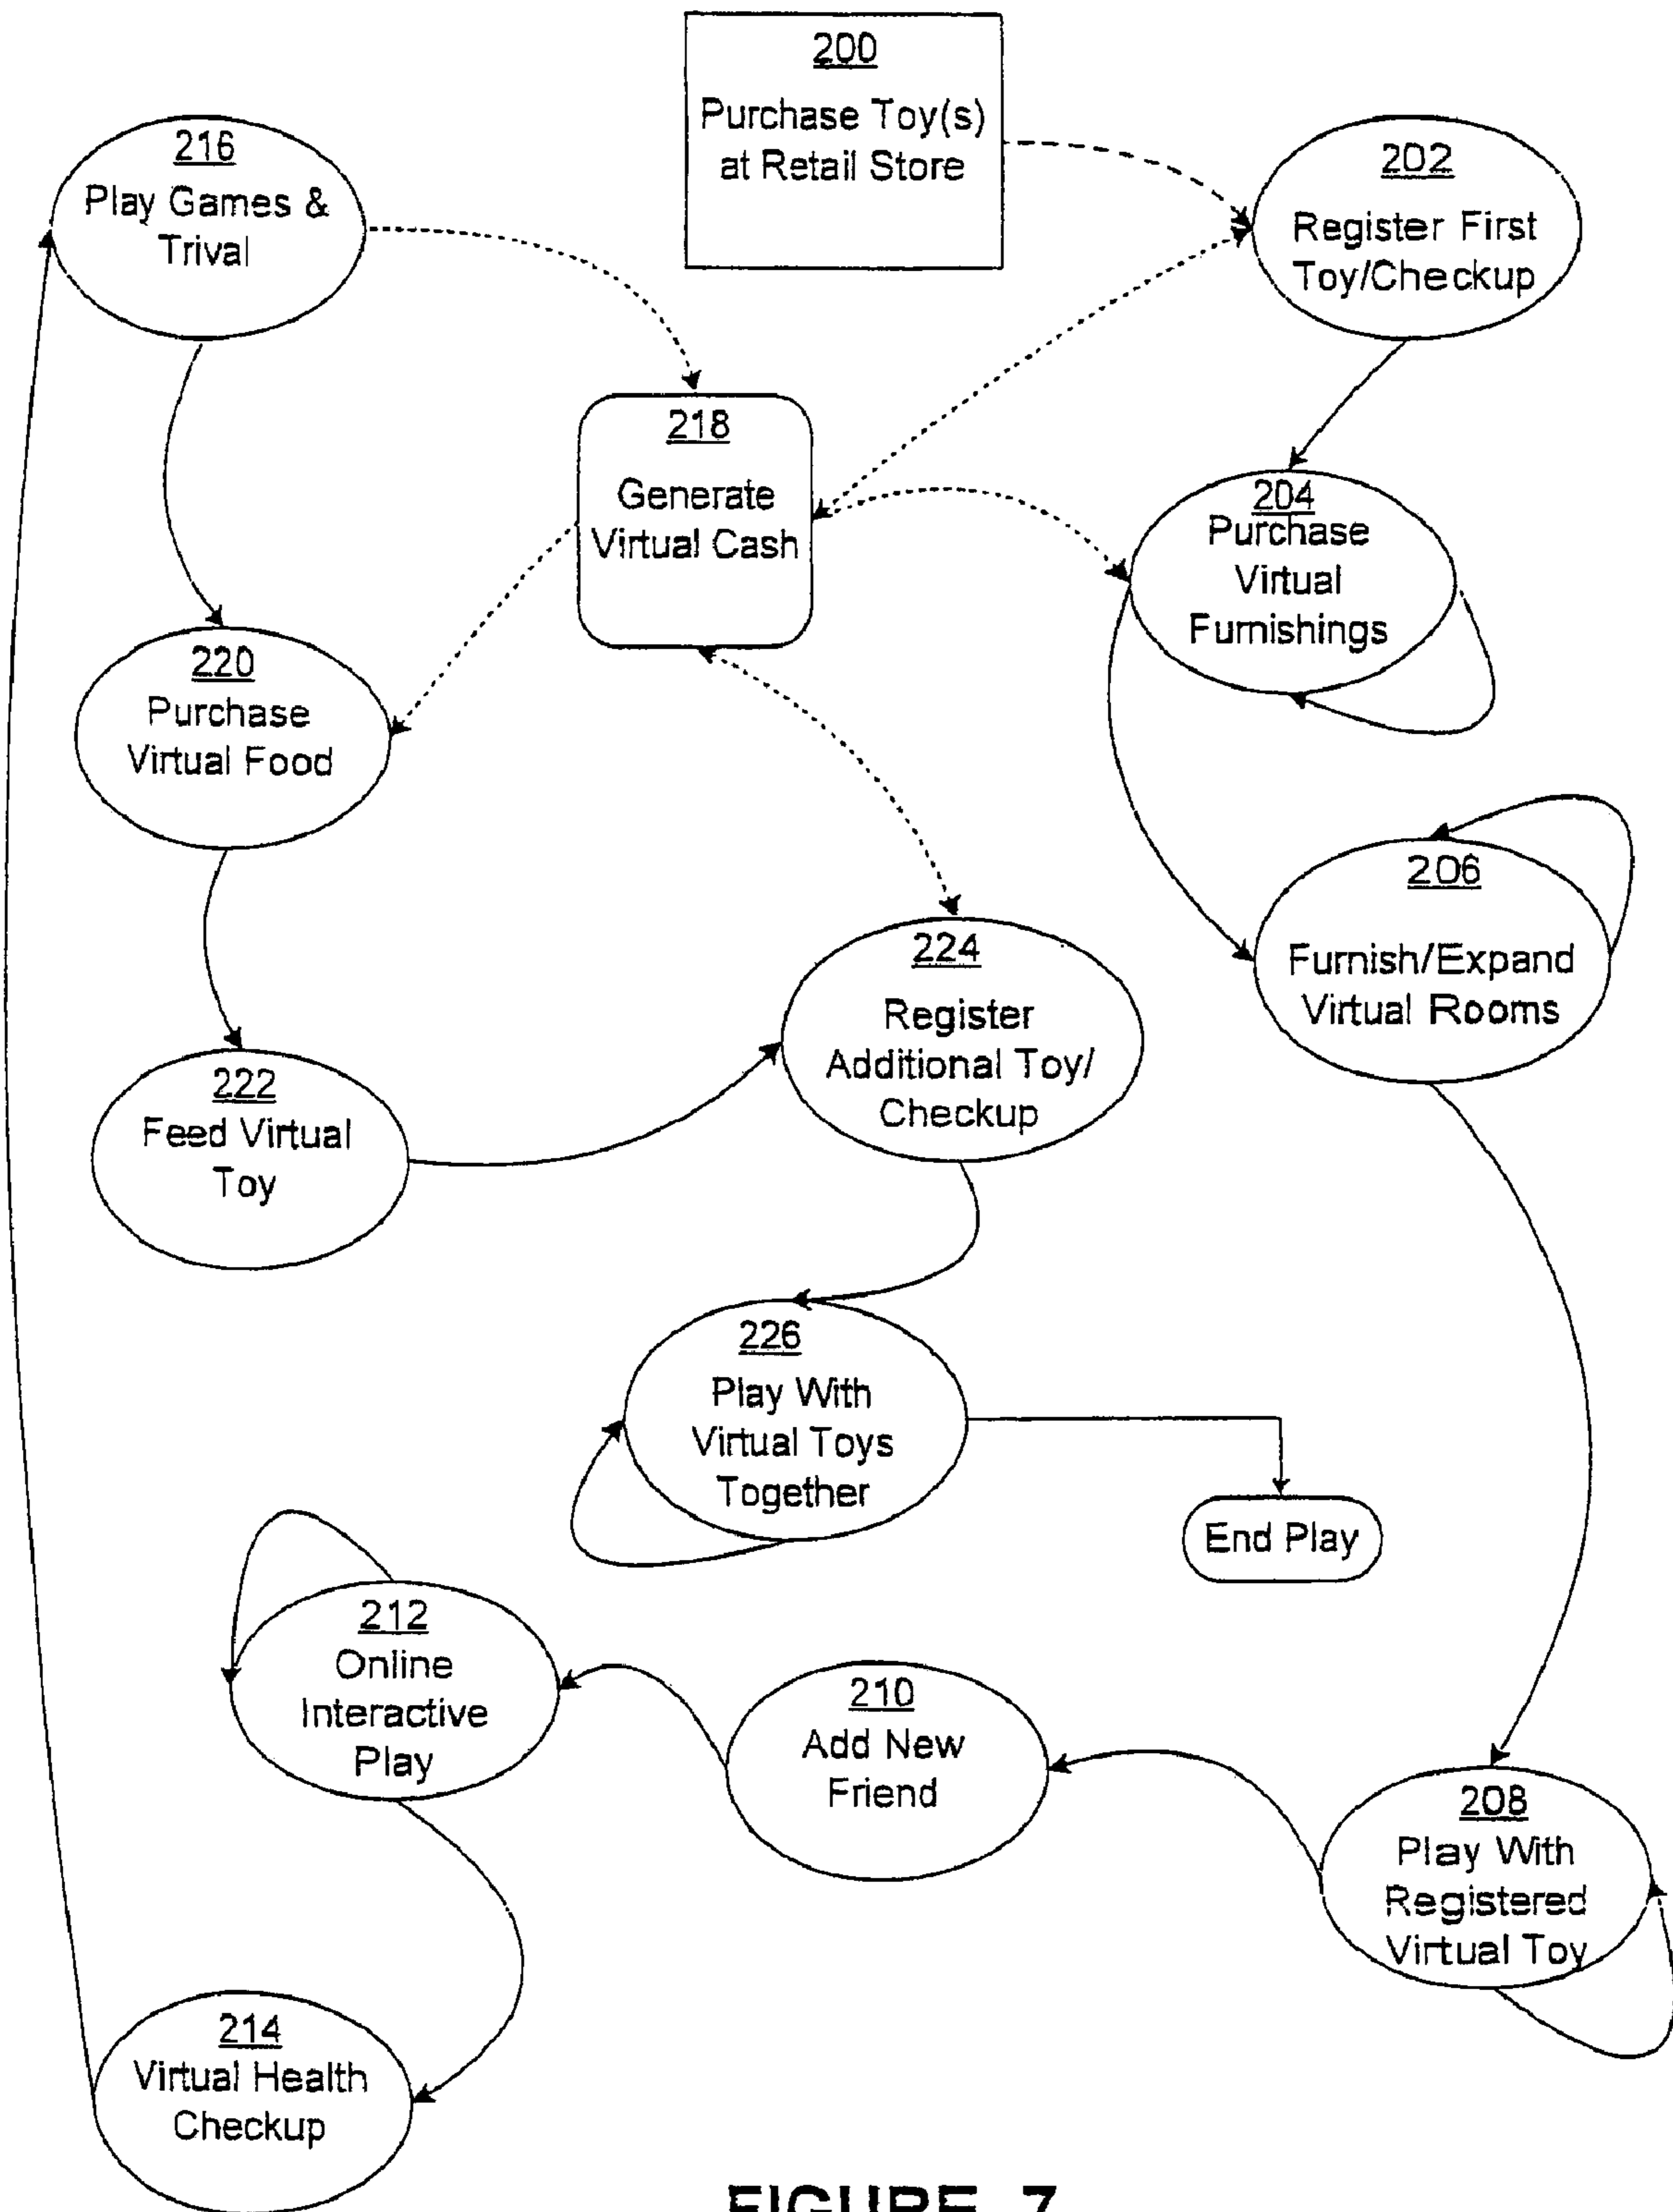 200
Purchase Toy(s)
at Retail Store
216
Play Games &
Trival
202
Register First
Toy/Checkup
218
Generate
Virtual Cash
204
Purchase
Virtual
Furnishings
220
Purchase
Virtual Food
206
Furnish/Expand
Virtual Rooms
224
Register
Additional Toy/
Checkup
222
Feed Virtual
Toy
226
Play With
Virtual Toys
Together
End Play
212
Online
Interactive
Play
210
Add New
Friend
208
Play With
Registered
Virtual Toy
214
Virtual Health
Checkup
FIGURE 7